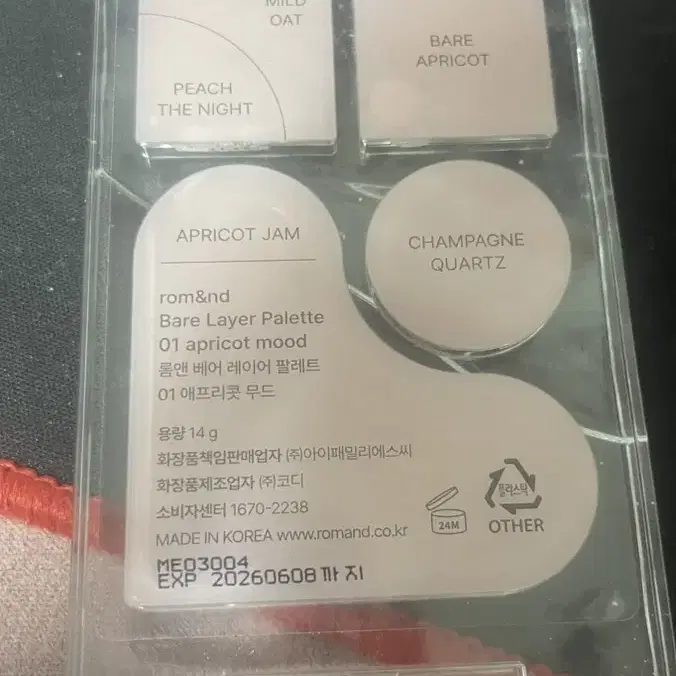 MILD
OAT
PEACH
THE NIGHT
BARE
APRICOT
APRICOT JAM
CHAMPAGNE
QUARTZ
rom&nd
Bare Layer Palette
01 apricot mood
롬앤 베어 레이어 팔레트
01 애프리콧 무드
용량 14 g
화장품책임판매업자 (주)아이패밀리에스씨
화장품제조업자 (주)코디
소비자센터 1670-2238
MADE IN KOREA www.romand.co.kr
24M
플라스틱
OTHER
ME03004
EXP 20260608까지